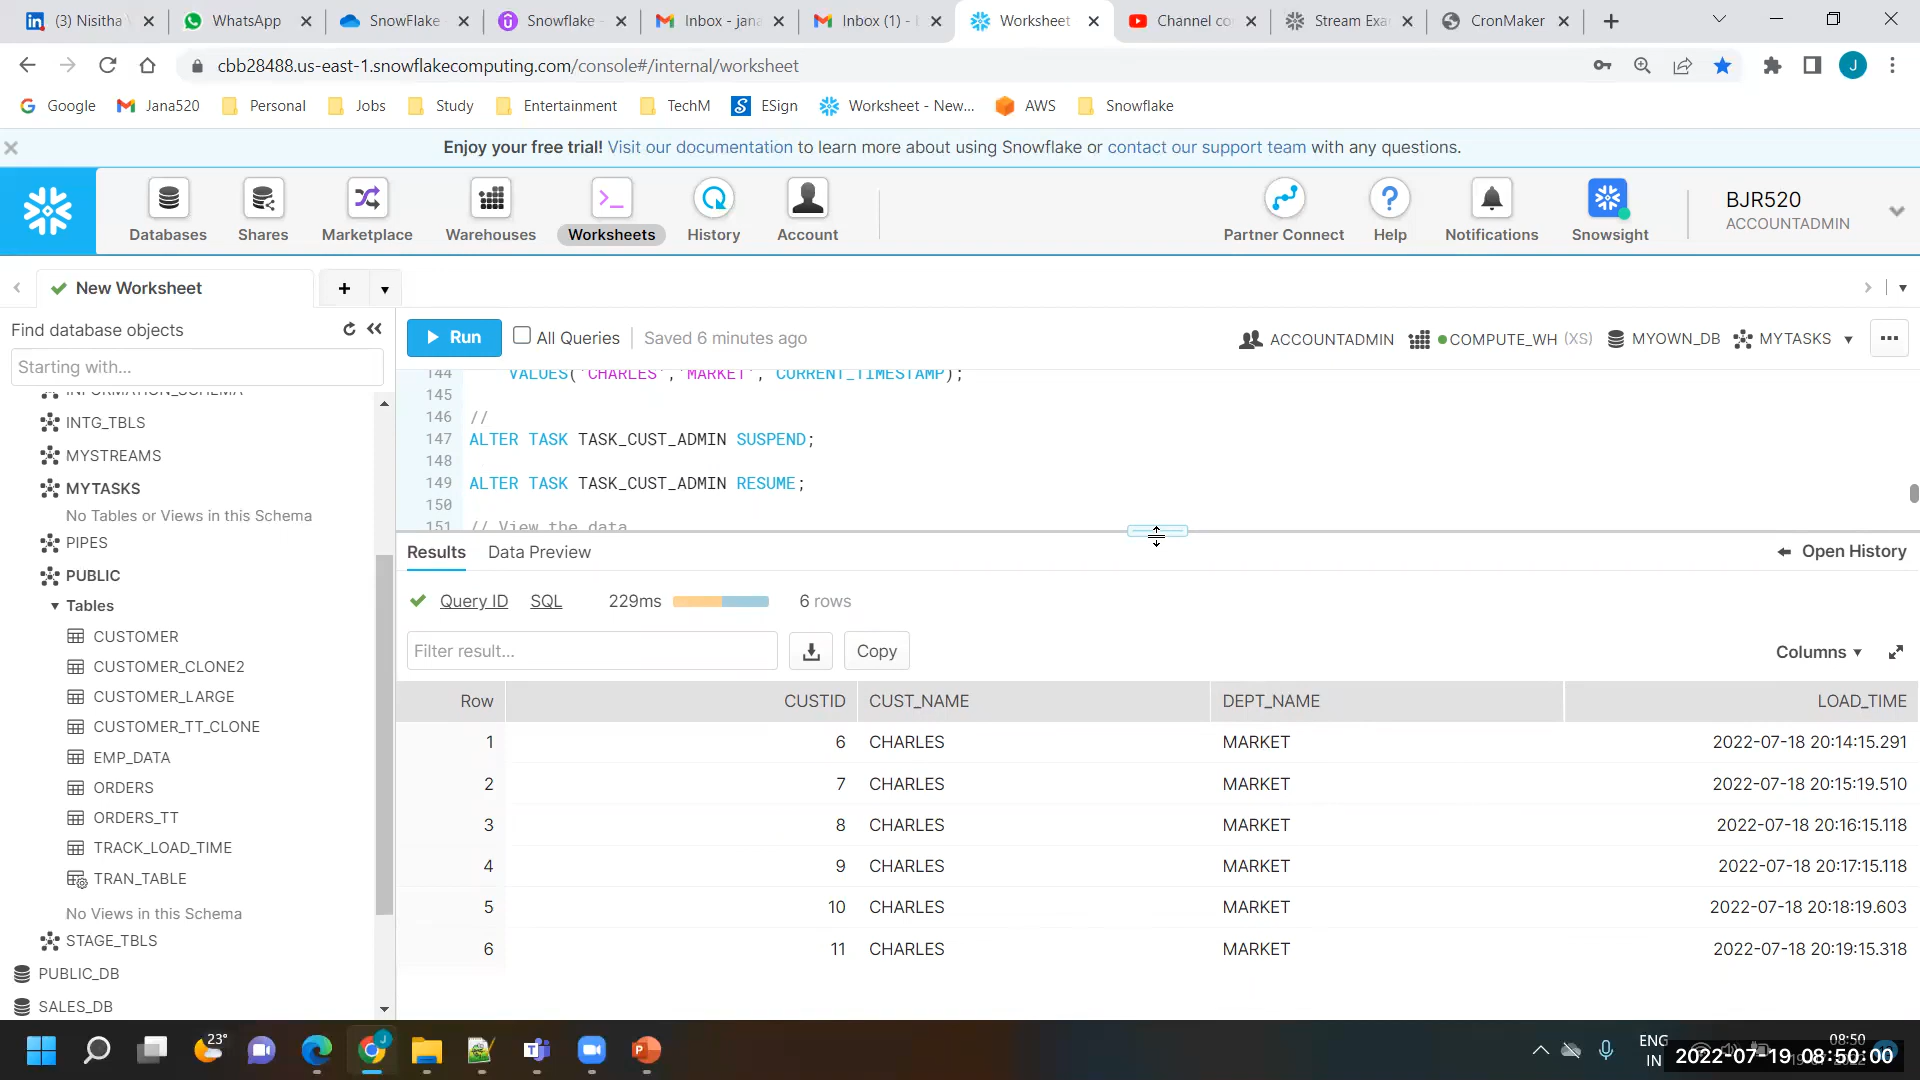 (3) Nisitha
WhatsApp
SnowFlake
Snowflake -
Inbox - jana
Inbox (1) -
Worksheet
Channel co
Stream Exa
CronMaker
cbb28488.us-east-1.snowflakecomputing.com/console#/internal/worksheet
J
Google
Jana520
Personal
Jobs
Study
Entertainment
TechM
ESign
Worksheet - New...
AWS
Snowflake
Enjoy your free trial! Visit our documentation to learn more about using Snowflake or contact our support team with any questions.
Databases
Shares
Marketplace
Warehouses
Worksheets
History
Account
Partner Connect
Help
Notifications
Snowsight
BJR520
ACCOUNTADMIN
New Worksheet
Find database objects
Starting with...
INFORMATION_SCHEMA
INTG_TBLS
MYSTREAMS
MYTASKS
No Tables or Views in this Schema
PIPES
PUBLIC
Tables
CUSTOMER
CUSTOMER_CLONE2
CUSTOMER_LARGE
CUSTOMER_TT_CLONE
EMP_DATA
ORDERS
ORDERS_TT
TRACK_LOAD_TIME
TRAN_TABLE
No Views in this Schema
STAGE_TBLS
PUBLIC_DB
SALES_DB
Run
All Queries
Saved 6 minutes ago
ACCOUNTADMIN
COMPUTE_WH (XS)
MYOWN_DB
MYTASKS
144 VALUES('CHARLES','MARKET', CURRENT_TIMESTAMP);
145
146 //
147 ALTER TASK TASK_CUST_ADMIN SUSPEND;
148
149 ALTER TASK TASK_CUST_ADMIN RESUME;
150
151 // View the data
Results
Data Preview
Open History
Query ID
SQL
229ms
6 rows
Filter result...
Copy
Columns
Row CUSTID CUST_NAME DEPT_NAME LOAD_TIME
1 6 CHARLES MARKET 2022-07-18 20:14:15.291
2 7 CHARLES MARKET 2022-07-18 20:15:19.510
3 8 CHARLES MARKET 2022-07-18 20:16:15.118
4 9 CHARLES MARKET 2022-07-18 20:17:15.118
5 10 CHARLES MARKET 2022-07-18 20:18:19.603
6 11 CHARLES MARKET 2022-07-18 20:19:15.318
23°
ENG
IN
08:50
2022-07-19 08:50:00